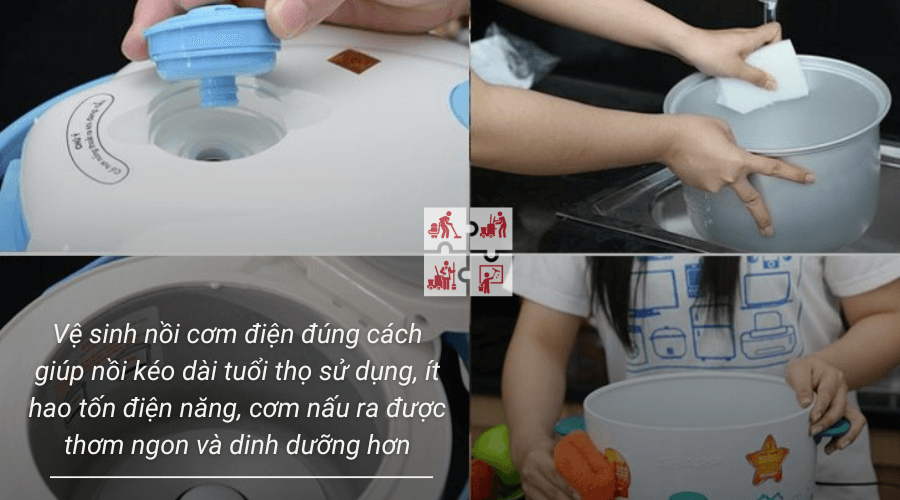 CHÚ Ý
Vệ sinh nồi cơm điện đúng cách
giúp nồi kéo dài tuổi thọ sử dụng, ít
hao tốn điện năng, cơm nấu ra được
thơm ngon và dinh dưỡng hơn